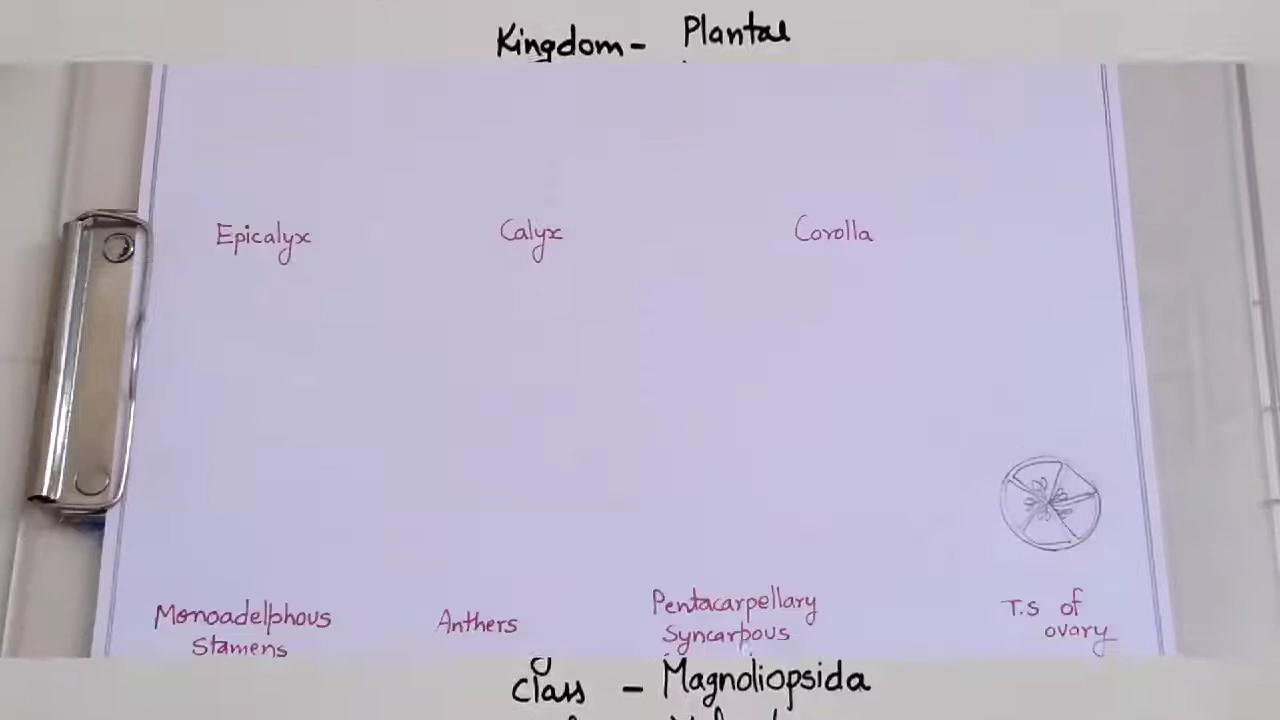 Kingdom - Plantae
Epicalyx Calyx Corolla
Monoadelphous Stamens
Anthers
Pentacarpellary Syncarpous
T.S of ovary
Class - Magnoliopsida